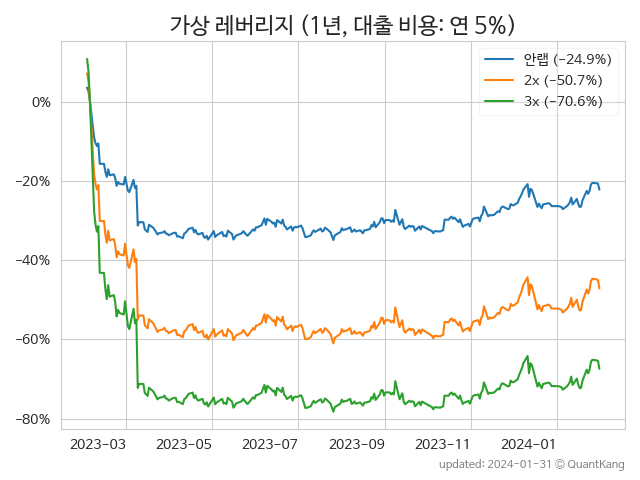 가상 레버리지 (1년, 대출 비용: 연 5%)
안랩 (−24.9%)
2x (−50.7%)
3x (−70.6%)
0%
−20%
−40%
−60%
−80%
2023-03 2023-05 2023-07 2023-09 2023-11 2024-01
updated: 2024-01-31 © QuantKang